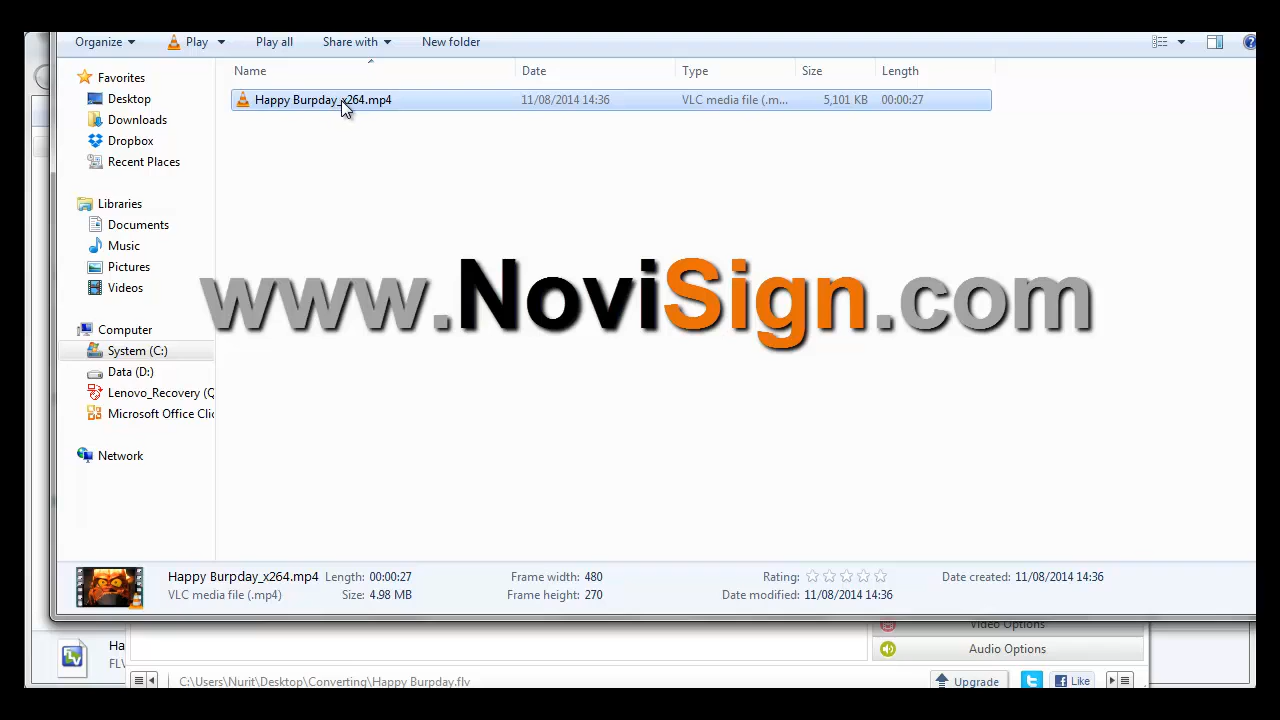 Organize Play Play all Share with New folder
Name Date Type Size Length
Happy Burpday_x264.mp4 11/08/2014 14:36 VLC media file (.m... 5,101 KB 00:00:27
Favorites
Desktop
Downloads
Dropbox
Recent Places
Libraries
Documents
Music
Pictures
Videos
www.NoviSign.com
Computer
System (C:)
Data (D:)
Lenovo_Recovery (Q
Microsoft Office Clic
Network
Happy Burpday_x264.mp4 Length: 00:00:27 Frame width: 480 Rating: Date created: 11/08/2014 14:36
VLC media file (.mp4) Size: 4.98 MB Frame height: 270 Date modified: 11/08/2014 14:36
Video Options
Ha
Audio Options
FLV
C:\Users\Nurit\Desktop\Converting\Happy Burpday.flv Upgrade Like